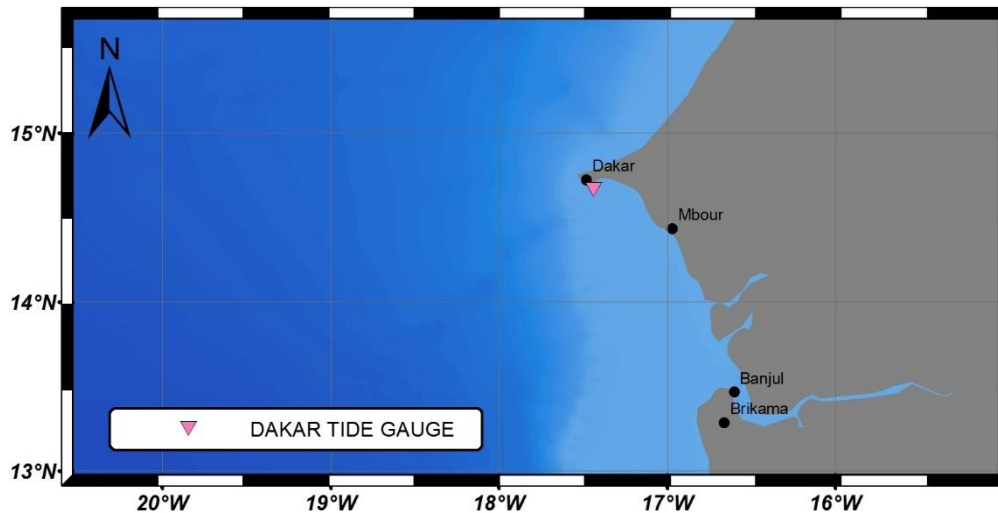 N
15°N
Dakar
Mbour
14°N
Banjul
Brikama
DAKAR TIDE GAUGE
13°N
20°W 19°W 18°W 17°W 16°W